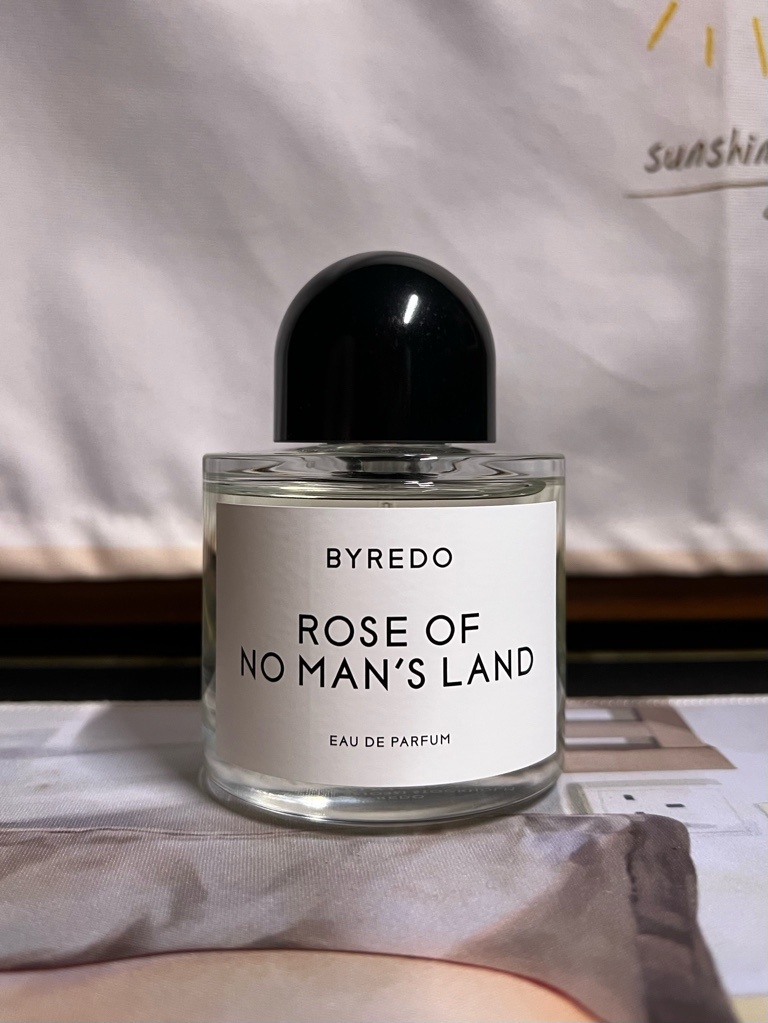 sunshin
BYREDO
ROSE OF
NO MAN'S LAND
EAU DE PARFUM